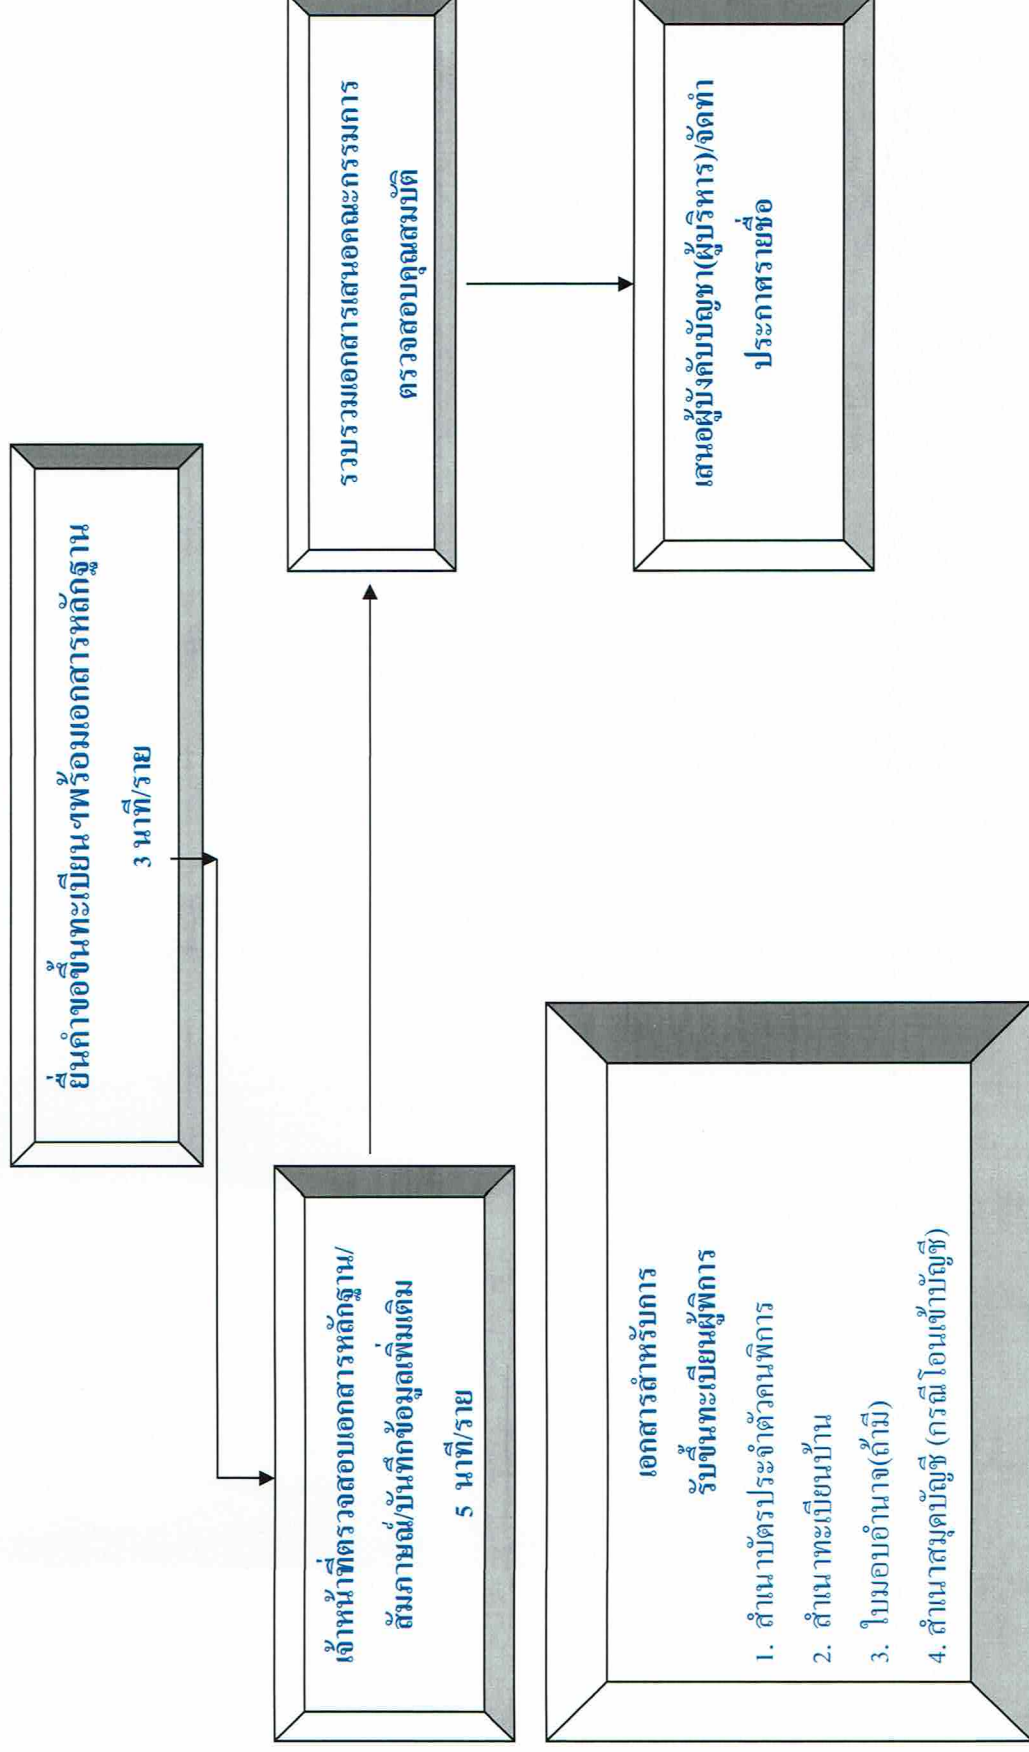 ยื่นคำขอขึ้นทะเบียนฯพร้อมเอกสารหลักฐาน
3 นาที/ราย
เจ้าหน้าที่ตรวจสอบเอกสารหลักฐาน/
สัมภาษณ์/บันทึกข้อมูลเพิ่มเติม
5 นาที/ราย
รวบรวมเอกสารเสนอคณะกรรมการ
ตรวจสอบคุณสมบัติ
เสนอผู้บังคับบัญชา(ผู้บริหาร)/จัดทำ
ประกาศรายชื่อ
เอกสารสำหรับการ
รับขึ้นทะเบียนผู้พิการ
1. สำเนาบัตรประจำตัวคนพิการ
2. สำเนาทะเบียนบ้าน
3. ใบมอบอำนาจ(ถ้ามี)
4. สำเนาสมุดบัญชี (กรณีโอนเข้าบัญชี)